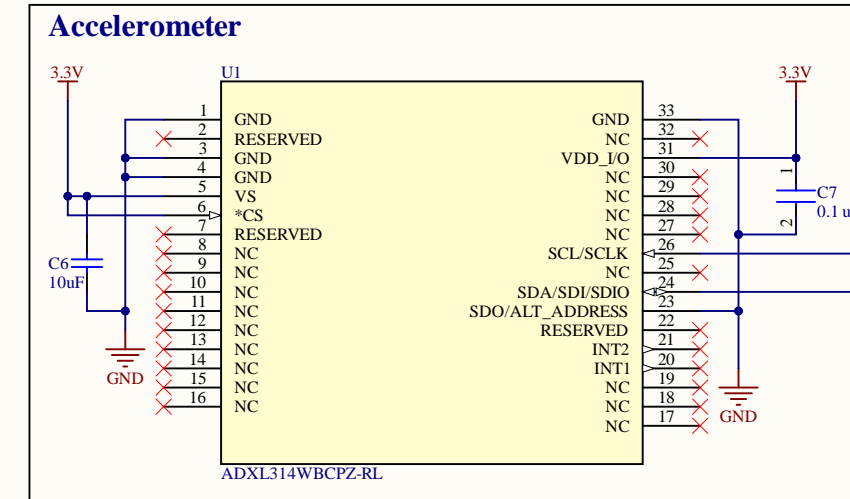 Accelerometer
3.3V
U1
3.3V
1 GND
2 RESERVED
3 GND
4 GND
5 VS
6 *CS
7 RESERVED
8 NC
9 NC
10 NC
11 NC
12 NC
13 NC
14 NC
15 NC
16 NC
GND 33
NC 32
VDD_I/O 31
NC 30
NC 29
NC 28
NC 27
SCL/SCLK 26
NC 25
SDA/SDI/SDIO 24
SDO/ALT_ADDRESS 23
RESERVED 22
INT2 21
INT1 20
NC 19
NC 18
NC 17
C6
10uF
GND
1
C7
0.1 u
2
GND
ADXL314WBCPZ-RL